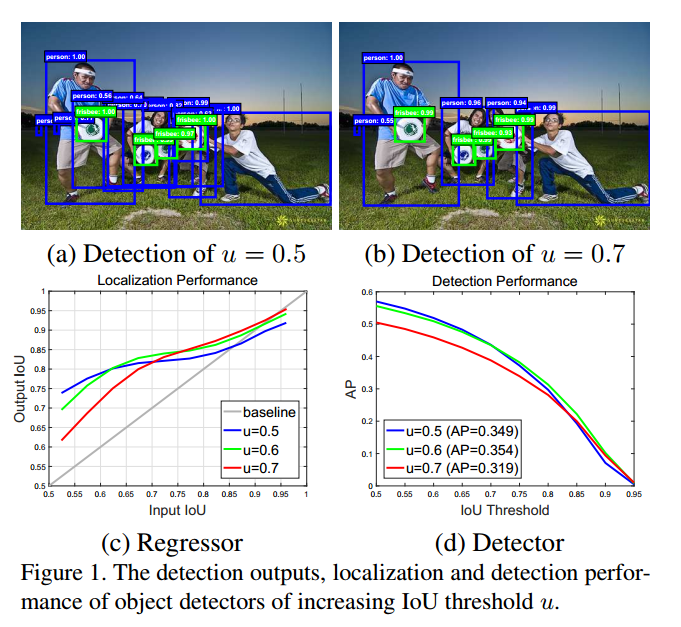 person: 1.00
person: 0.56
frisbee: 1.00
0.99
1.00
frisbee: 1.00
frisbee: 0.97
person: 1.00
person: 0.96
person: 0.94
0.99
0.55
frisbee: 0.99
frisbee: 0.99
frisbee: 0.93
(a) Detection of u = 0.5
(b) Detection of u = 0.7
Localization Performance
Output IoU
1
0.95
0.9
0.85
0.8
0.75
0.7
0.65
0.6
0.55
0.5
baseline
u=0.5
u=0.6
u=0.7
0.5 0.55 0.6 0.65 0.7 0.75 0.8 0.85 0.9 0.95 1
Input IoU
(c) Regressor
Detection Performance
AP
0.6
0.5
0.4
0.3
0.2
0.1
0
u=0.5 (AP=0.349)
u=0.6 (AP=0.354)
u=0.7 (AP=0.319)
0.5 0.55 0.6 0.65 0.7 0.75 0.8 0.85 0.9 0.95
IoU Threshold
(d) Detector
Figure 1. The detection outputs, localization and detection perfor-
mance of object detectors of increasing IoU threshold u.